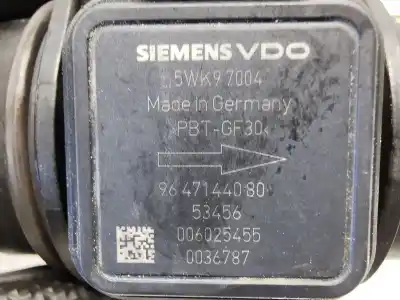 SIEMENS VDO
5WK9 7004
Made in Germany
>PBT-GF30<
96 471440 80
53456
006025455
0036787